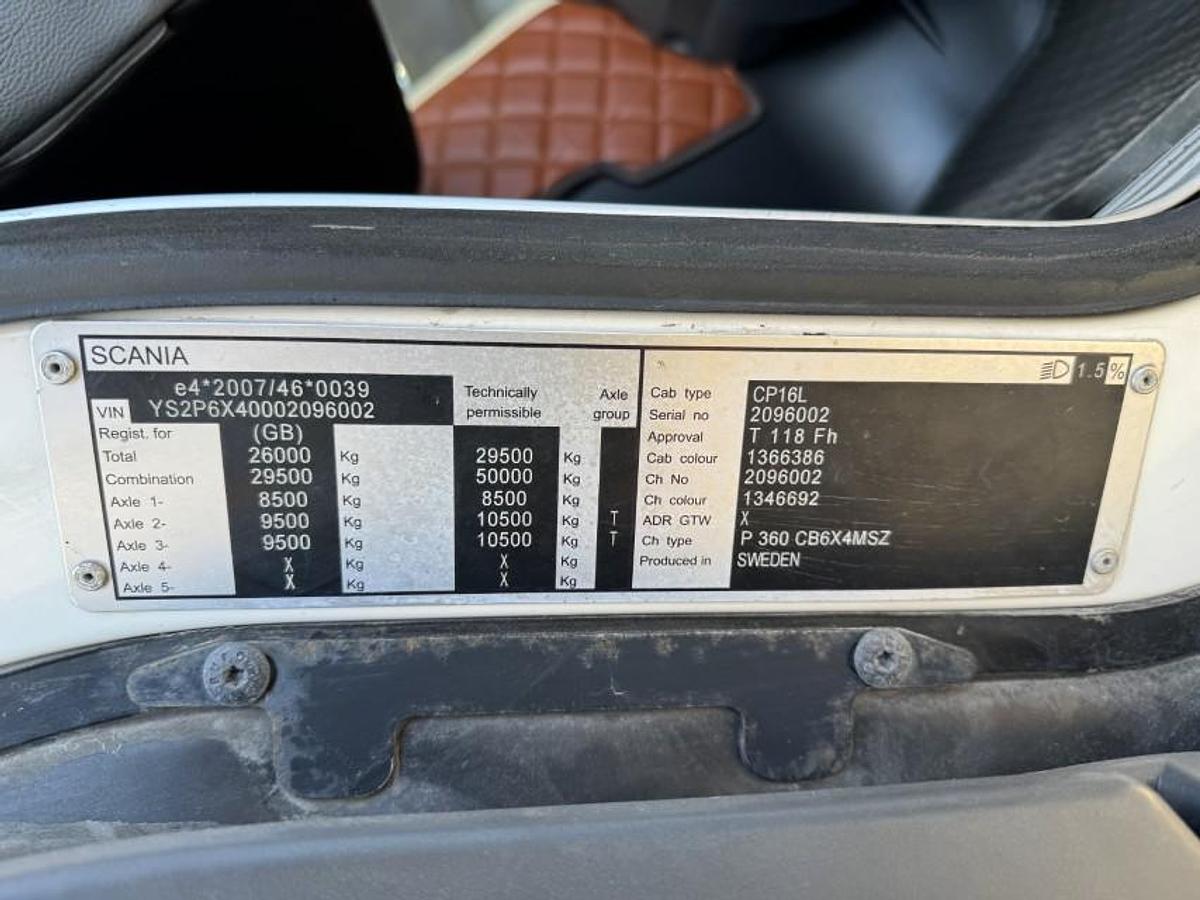 SCANIA
1.5%
e4*2007/46*0039
VIN YS2P6X40002096002
Technically permissible
Axle group
Regist. for (GB)
Total 26000 Kg 29500 Kg
Combination 29500 Kg 50000 Kg
Axle 1- 8500 Kg 8500 Kg
Axle 2- 9500 Kg 10500 Kg T
Axle 3- 9500 Kg 10500 Kg T
Axle 4- X Kg X Kg
Axle 5- X Kg X Kg
Cab type CP16L
Serial no 2096002
Approval T 118 Fh
Cab colour 1366386
Ch No 2096002
Ch colour 1346692
ADR GTW X
Ch type P 360 CB6X4MSZ
Produced in SWEDEN